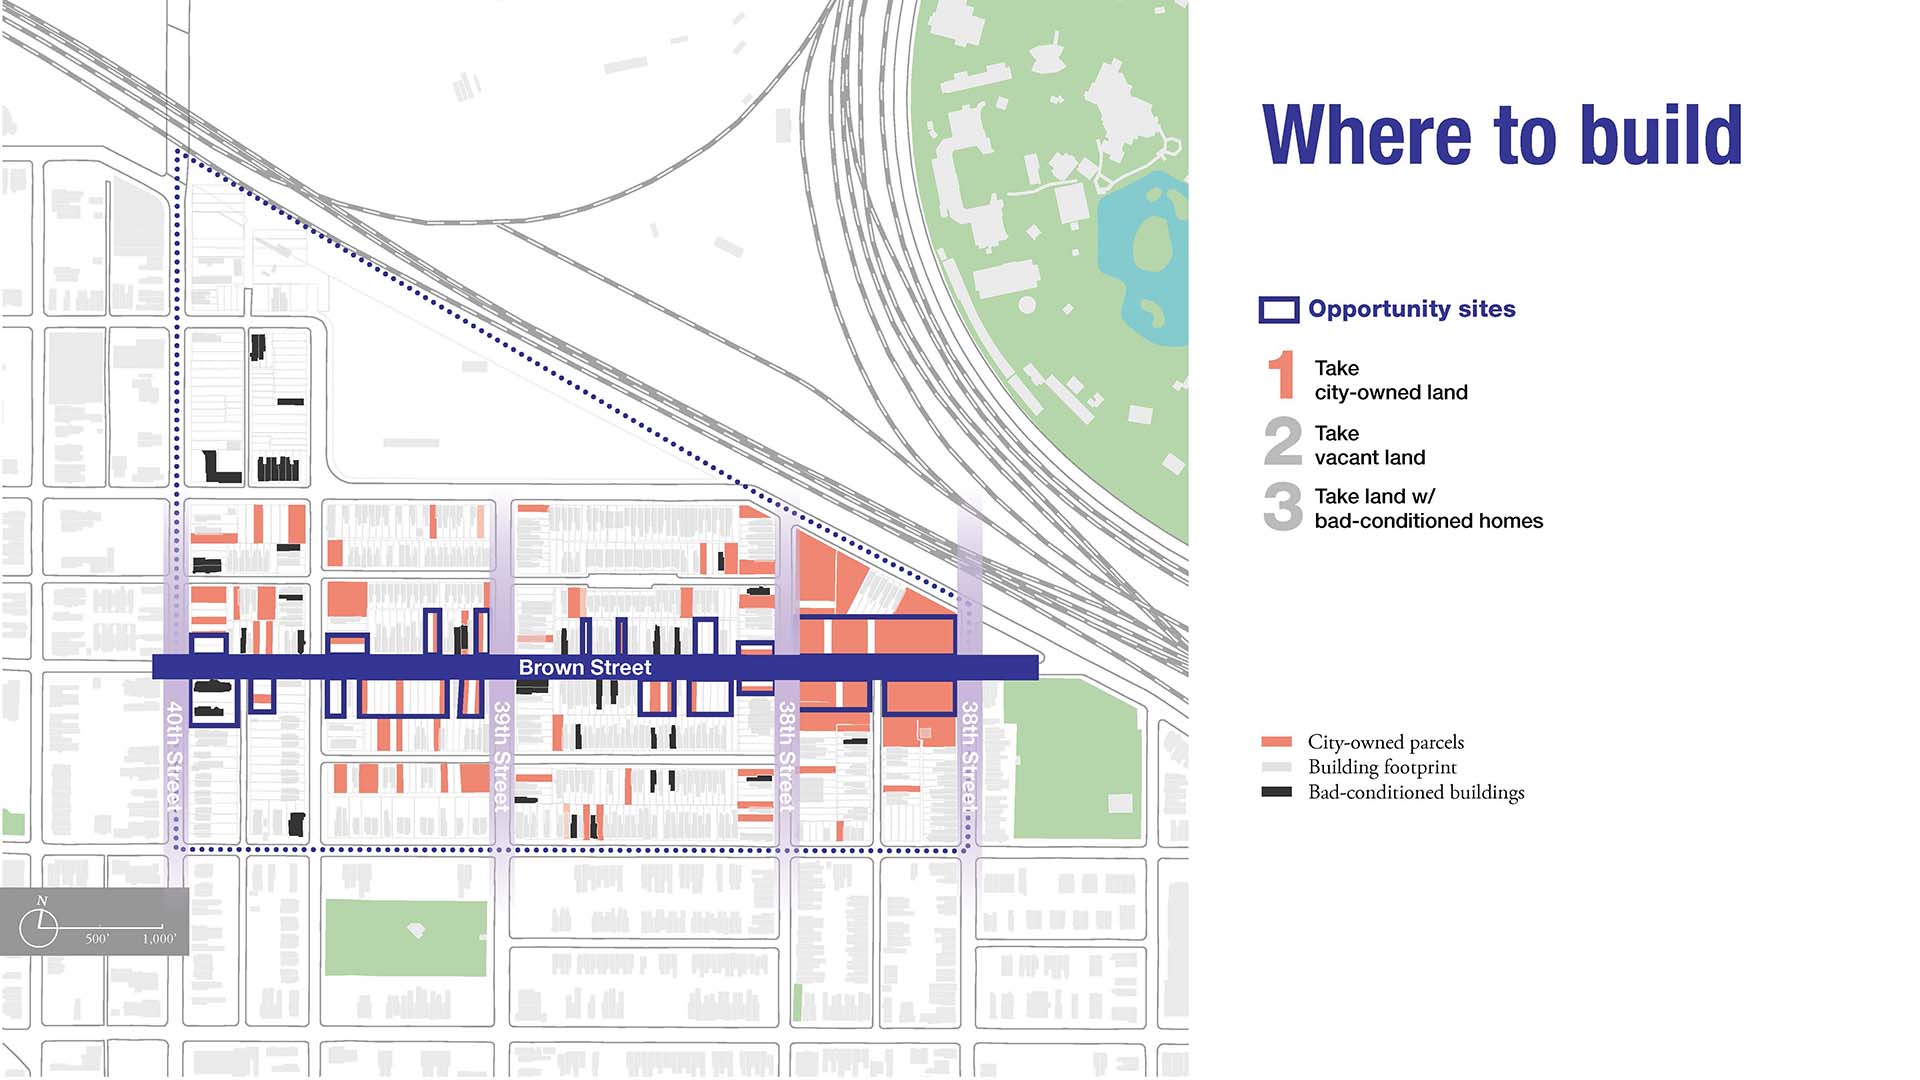 Where to build
Opportunity sites
1 Take
city-owned land
2 Take
vacant land
3 Take land w/
bad-conditioned homes
City-owned parcels
Building footprint
Bad-conditioned buildings
Brown Street
40th Street
39th Street
38th Street
38th Street
N
500'
1,000'